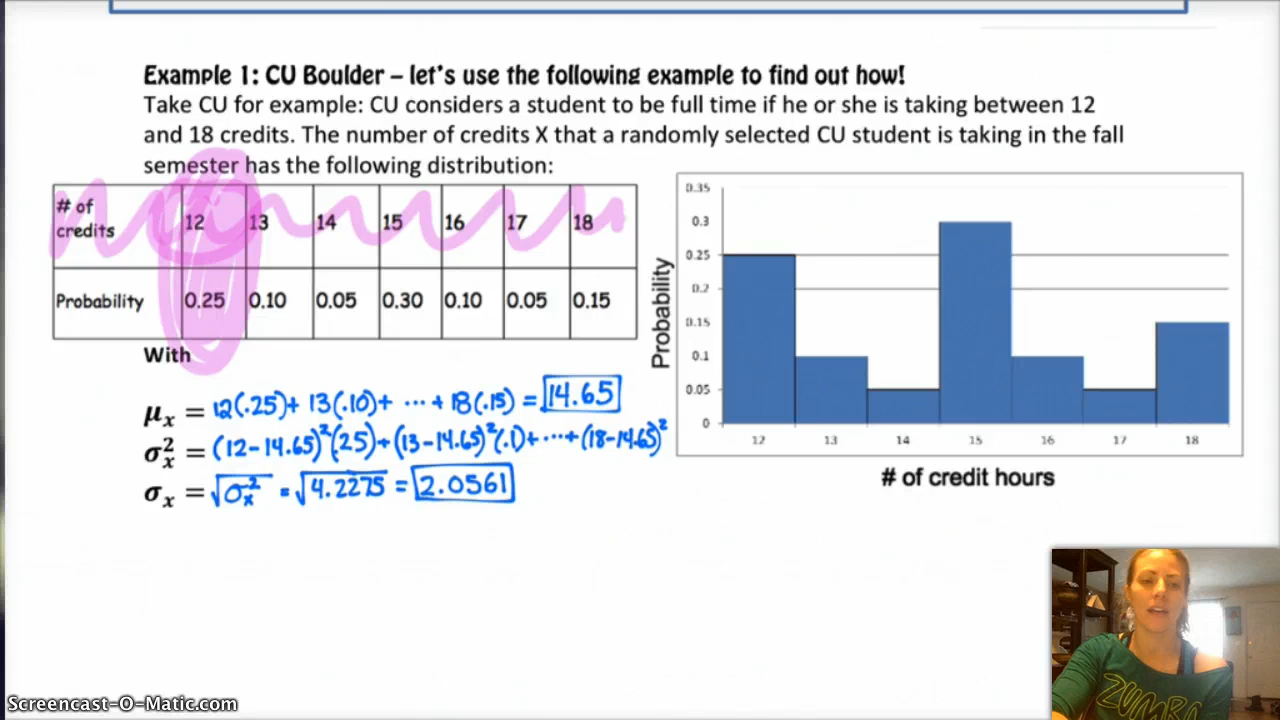 Example 1: CU Boulder – let's use the following example to find out how!
Take CU for example: CU considers a student to be full time if he or she is taking between 12
and 18 credits. The number of credits X that a randomly selected CU student is taking in the fall
semester has the following distribution:
# of credits 12 13 14 15 16 17 18
Probability 0.25 0.10 0.05 0.30 0.10 0.05 0.15
With
μx = 12(.25)+ 13(.10)+ ... + 18(.15) = 14.65
σ²x = (12-14.65)²(.25)+(13-14.65)²(.1)+...+(18-14.65)²
σx = √σx² = √4.2275 = 2.0561
Probability
0.35
0.3
0.25
0.2
0.15
0.1
0.05
0
12 13 14 15 16 17 18
# of credit hours
ZUMBA
Screencast-O-Matic.com